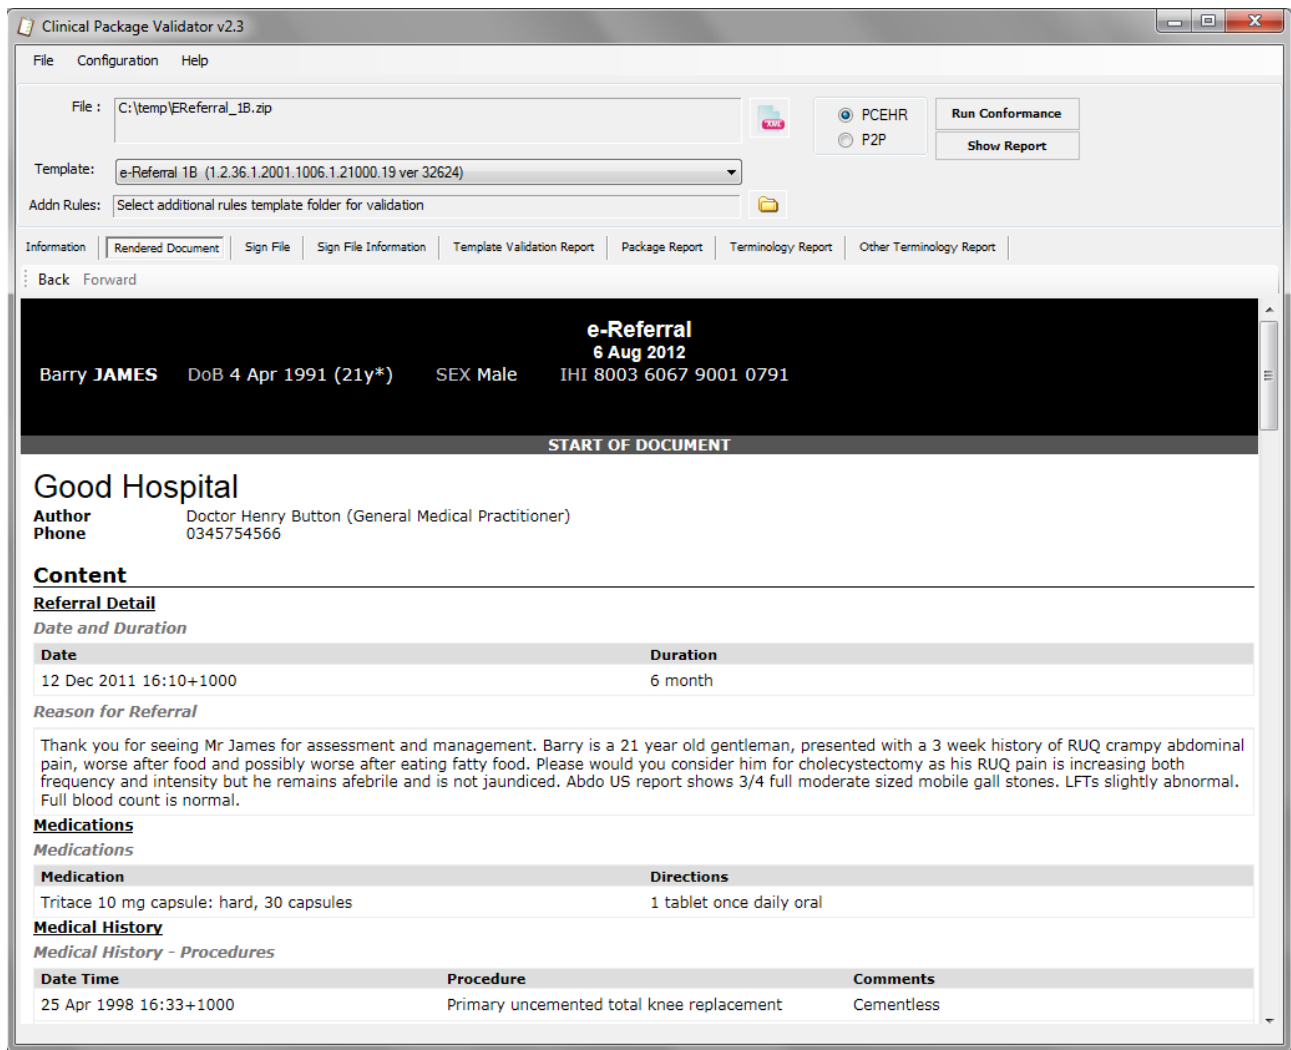 Clinical Package Validator v2.3
File Configuration Help
File : C:\temp\EReferral_1B.zip
XML
PCEHR
P2P
Run Conformance
Show Report
Template: e-Referral 1B (1.2.36.1.2001.1006.1.21000.19 ver 32624)
Addn Rules: Select additional rules template folder for validation
Information Rendered Document Sign File Sign File Information Template Validation Report Package Report Terminology Report Other Terminology Report
Back Forward
e-Referral
6 Aug 2012
Barry JAMES DoB 4 Apr 1991 (21y*) SEX Male IHI 8003 6067 9001 0791
START OF DOCUMENT
Good Hospital
Author Doctor Henry Button (General Medical Practitioner)
Phone 0345754566
Content
Referral Detail
Date and Duration
Date Duration
12 Dec 2011 16:10+1000 6 month
Reason for Referral
Thank you for seeing Mr James for assessment and management. Barry is a 21 year old gentleman, presented with a 3 week history of RUQ crampy abdominal
pain, worse after food and possibly worse after eating fatty food. Please would you consider him for cholecystectomy as his RUQ pain is increasing both
frequency and intensity but he remains afebrile and is not jaundiced. Abdo US report shows 3/4 full moderate sized mobile gall stones. LFTs slightly abnormal.
Full blood count is normal.
Medications
Medications
Medication Directions
Tritace 10 mg capsule: hard, 30 capsules 1 tablet once daily oral
Medical History
Medical History - Procedures
Date Time Procedure Comments
25 Apr 1998 16:33+1000 Primary uncemented total knee replacement Cementless